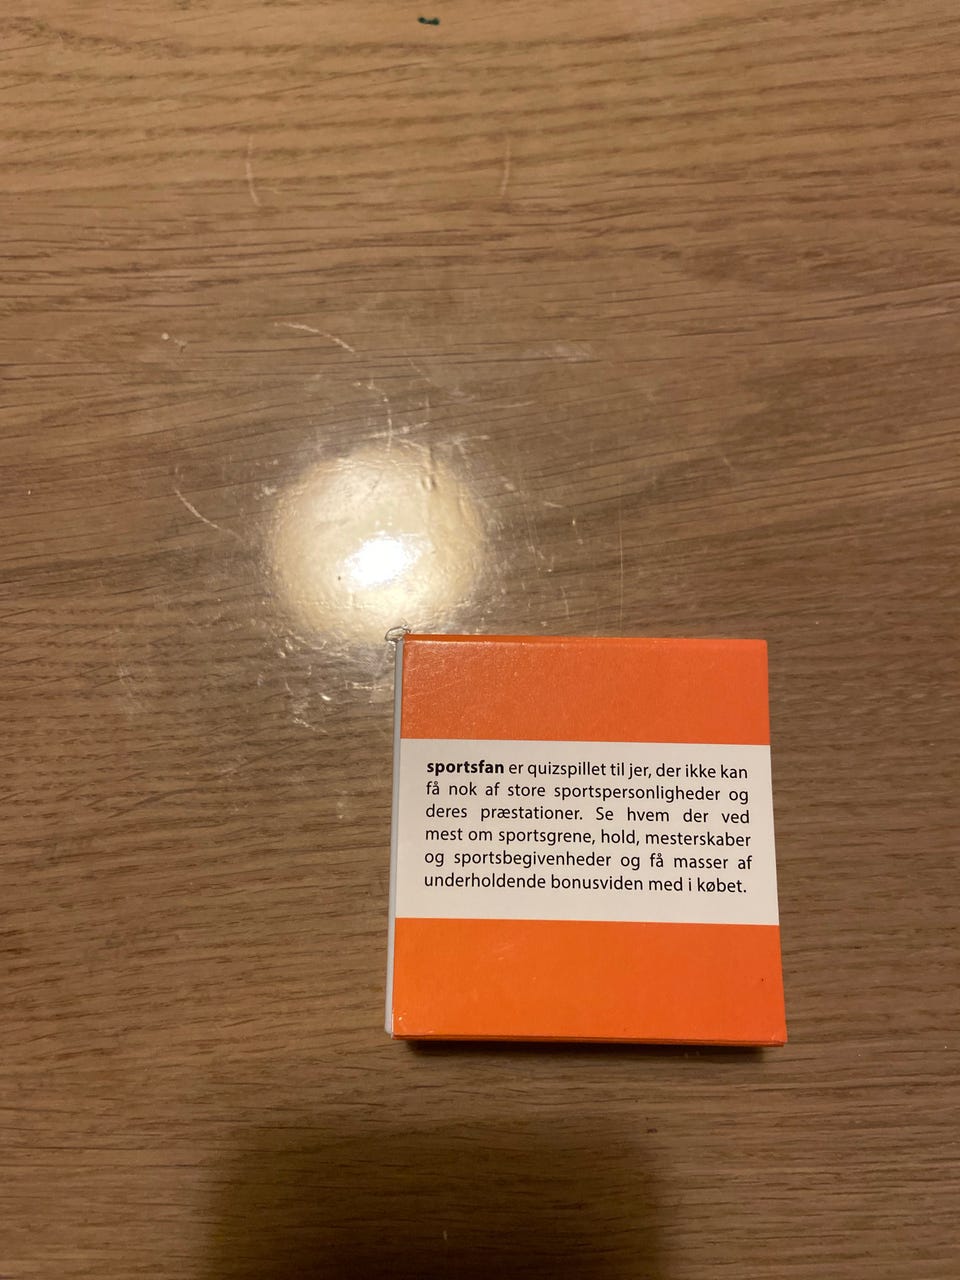 sportsfan er quizspillet til jer, der ikke kan
få nok af store sportspersonligheder og
deres præstationer. Se hvem der ved
mest om sportsgrene, hold, mesterskaber
og sportsbegivenheder og få masser af
underholdende bonusviden med i købet.